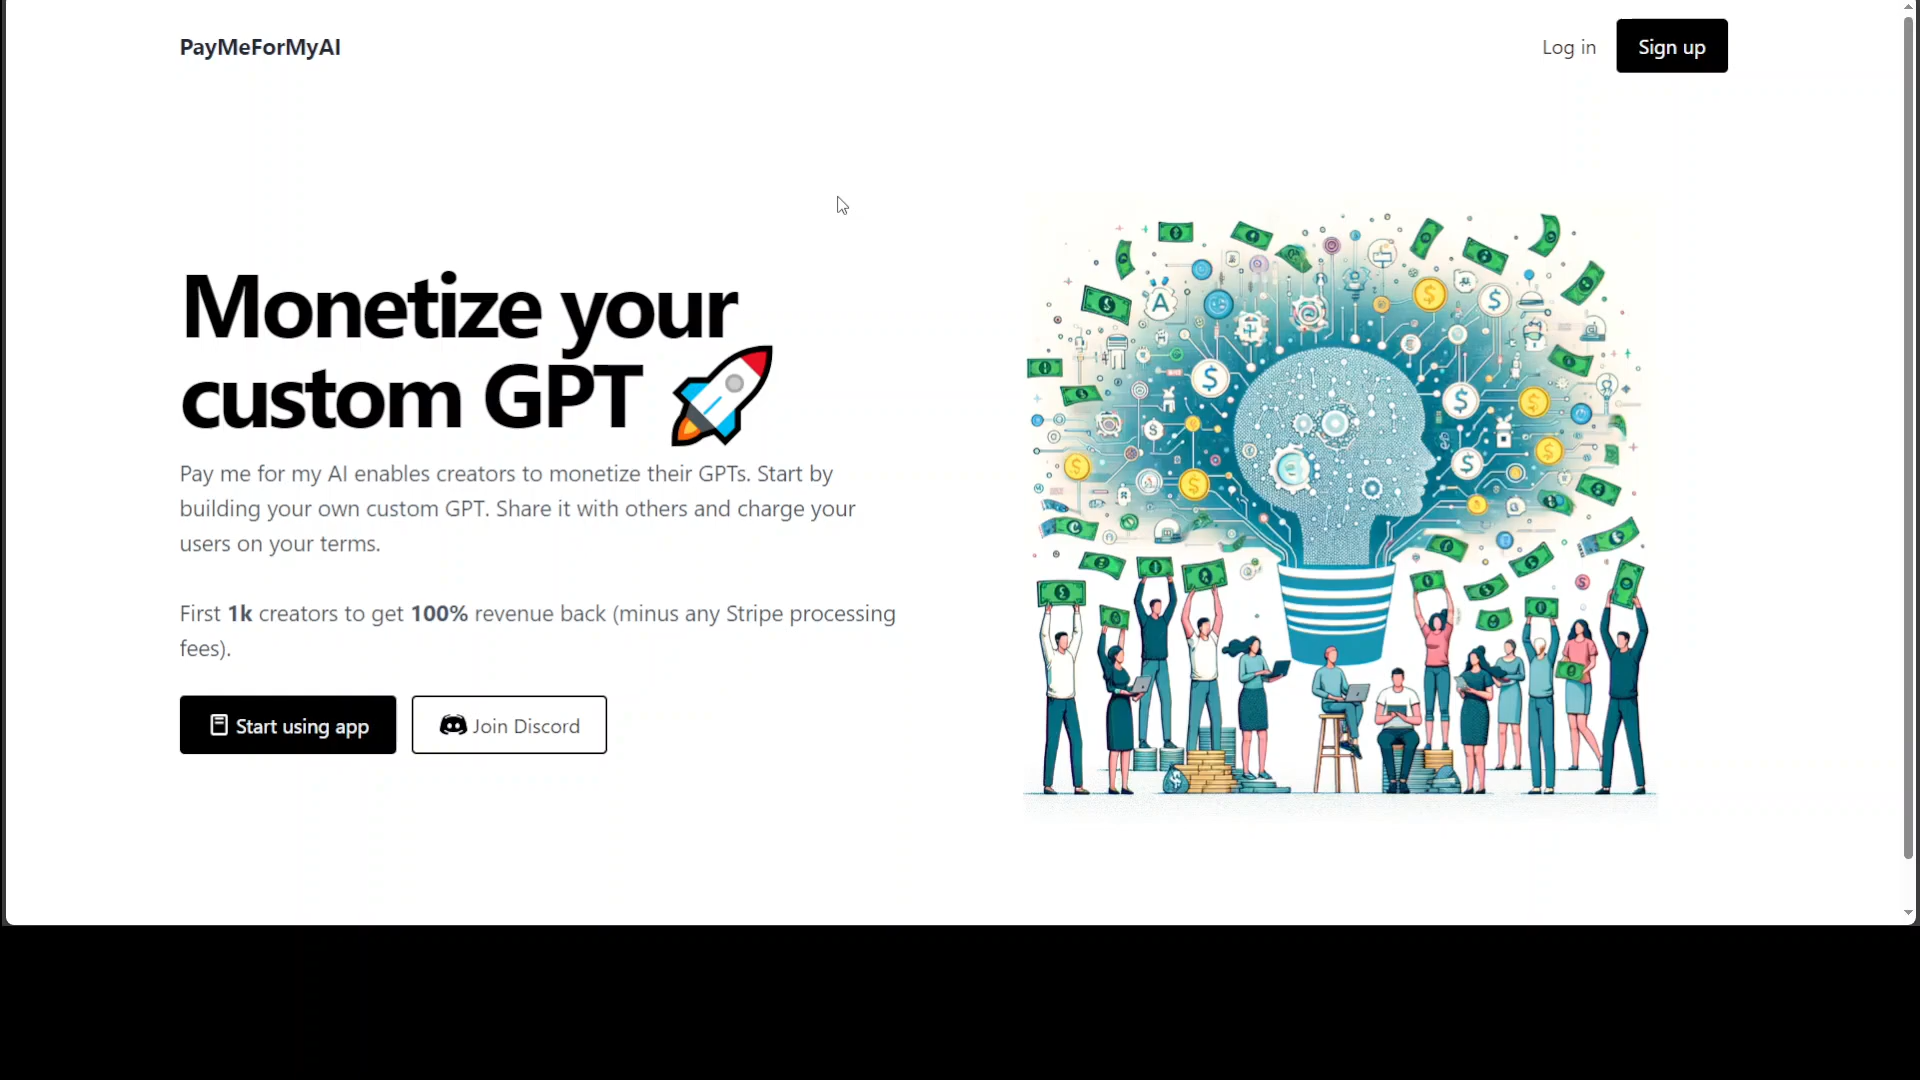 PayMeForMyAI
Log in
Sign up
Monetize your
custom GPT 🚀
Pay me for my AI enables creators to monetize their GPTs. Start by
building your own custom GPT. Share it with others and charge your
users on your terms.
First 1k creators to get 100% revenue back (minus any Stripe processing
fees).
Start using app
Join Discord